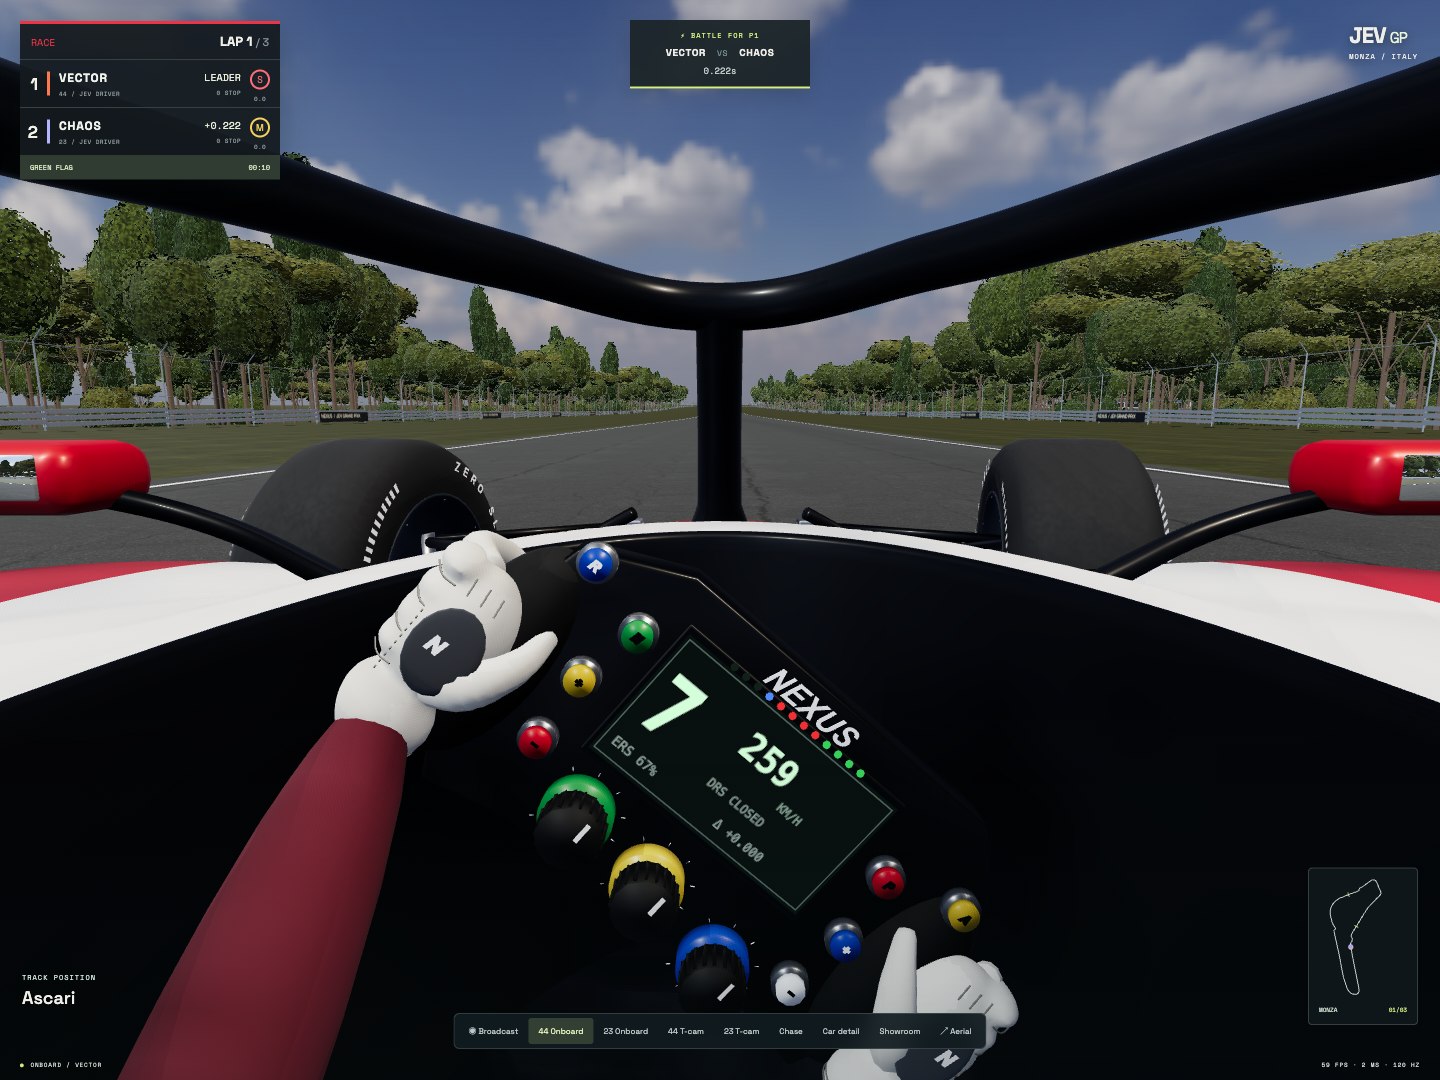 RACE
LAP 1 / 3
1 VECTOR LEADER S
44 / JEV DRIVER 0 STOP 0.0
2 CHAOS +0.222 M
23 / JEV DRIVER 0 STOP 0.0
GREEN FLAG 00:10
⚡ BATTLE FOR P1
VECTOR VS CHAOS
0.222s
JEV GP
MONZA / ITALY
ZERO
R
N
NEXUS
7
259
KM/H
ERS 67%
DRS CLOSED
Δ +0.000
N
TRACK POSITION
Ascari
MONZA 01/03
Broadcast 44 Onboard 23 Onboard 44 T-cam 23 T-cam Chase Car detail Showroom ↗ Aerial
ONBOARD / VECTOR
59 FPS · 2 MS · 120 HZ